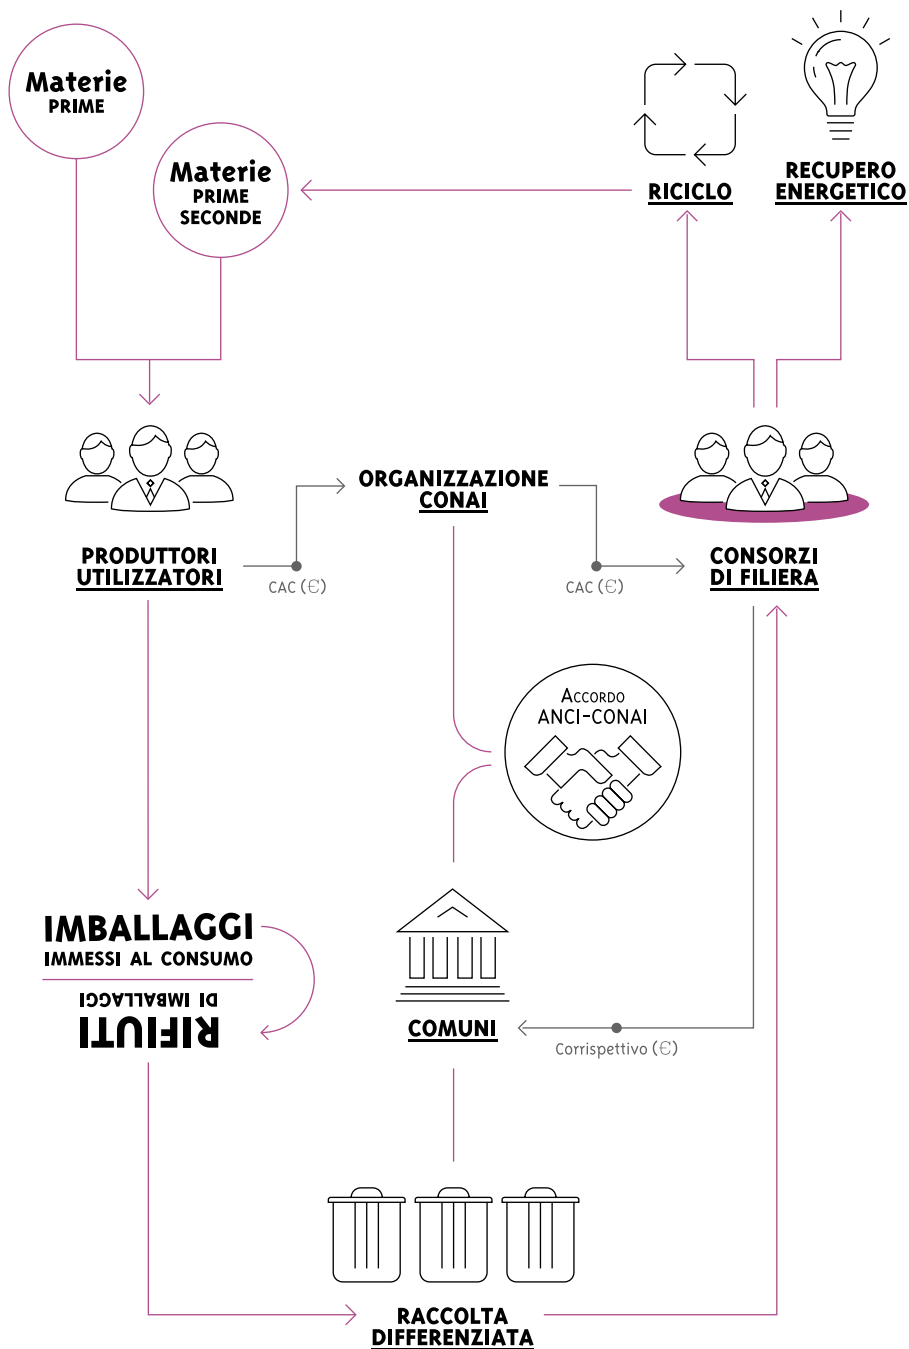 Materie
PRIME
Materie
PRIME
SECONDE
RICICLO
RECUPERO
ENERGETICO
ORGANIZZAZIONE
CONAI
PRODUTTORI
UTILIZZATORI
CAC (€)
CAC (€)
CONSORZI
DI FILIERA
Accordo
ANCI-CONAI
IMBALLAGGI
IMMESSI AL CONSUMO
RIFIUTI
DI IMBALLAGGI
COMUNI
Corrispettivo (€)
RACCOLTA
DIFFERENZIATA